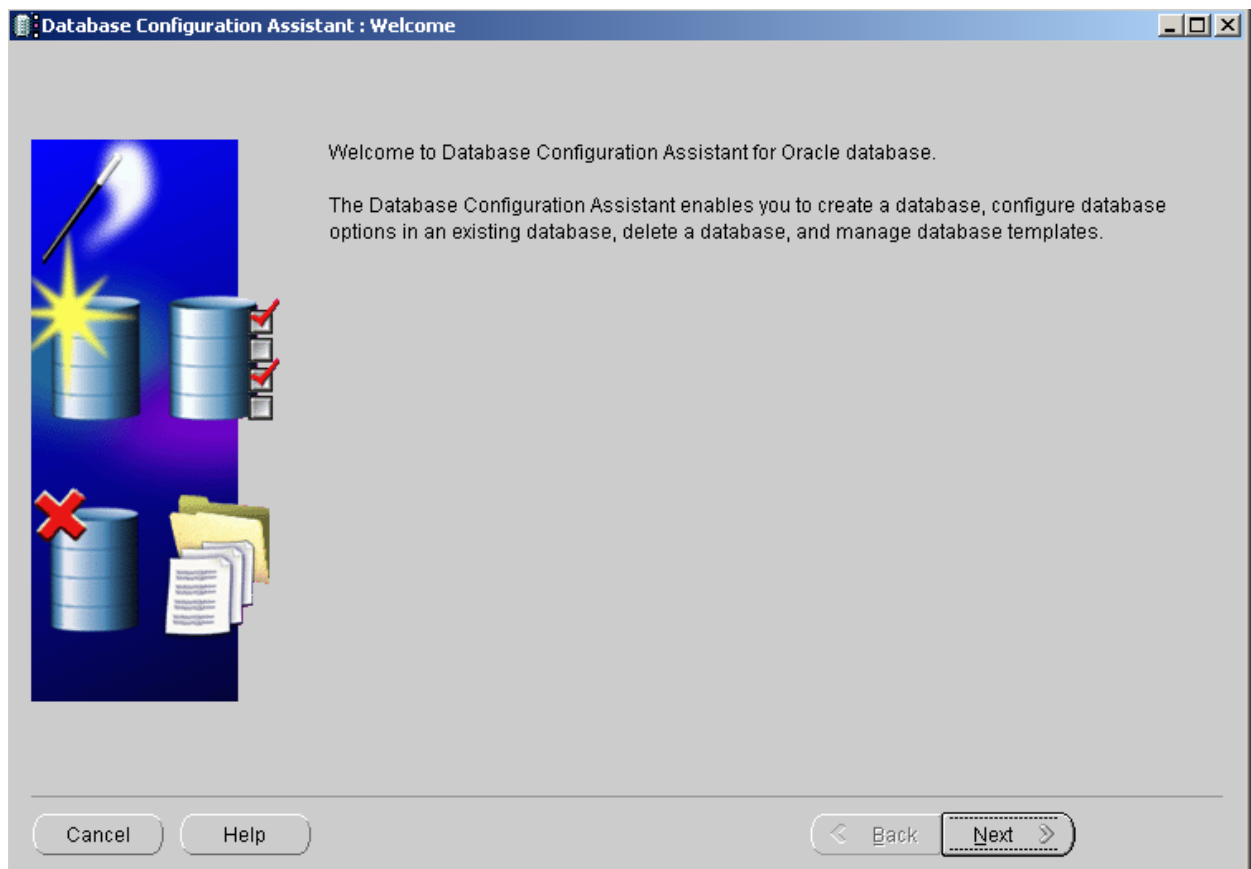 Database Configuration Assistant : Welcome
Welcome to Database Configuration Assistant for Oracle database.
The Database Configuration Assistant enables you to create a database, configure database
options in an existing database, delete a database, and manage database templates.
Cancel
Help
Back
Next